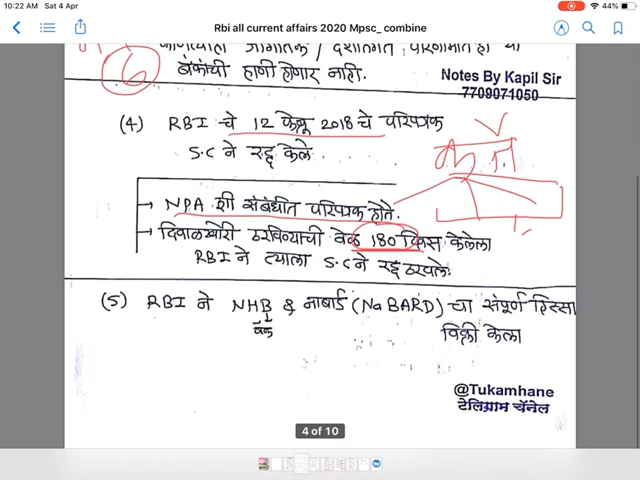 10:22 AM Sat 4 Apr
44%
Rbi all current affairs 2020 Mpsc_ combine
6
बँकांची हाणी होणार नाही.
Notes By Kapil Sir
7709071050
(4) RBI चे 12 फेब्रु 2018 चे परिपत्रक
S.C ने रद्द केले.
कर्ज
→ NPA शी संबंधीत परिपत्रक होते.
→ दिवाळखोरी ठरविण्याची वेळ 180 दिवस केलेला
RBI ने त्याला S.C ने रद्द ठरवले.
(5) RBI ने NHB & नाबार्ड (NaBARD) चा संपूर्ण हिस्सा
विक्री केला
@Tukamhane
टेलिग्राम चॅनेल
4 of 10